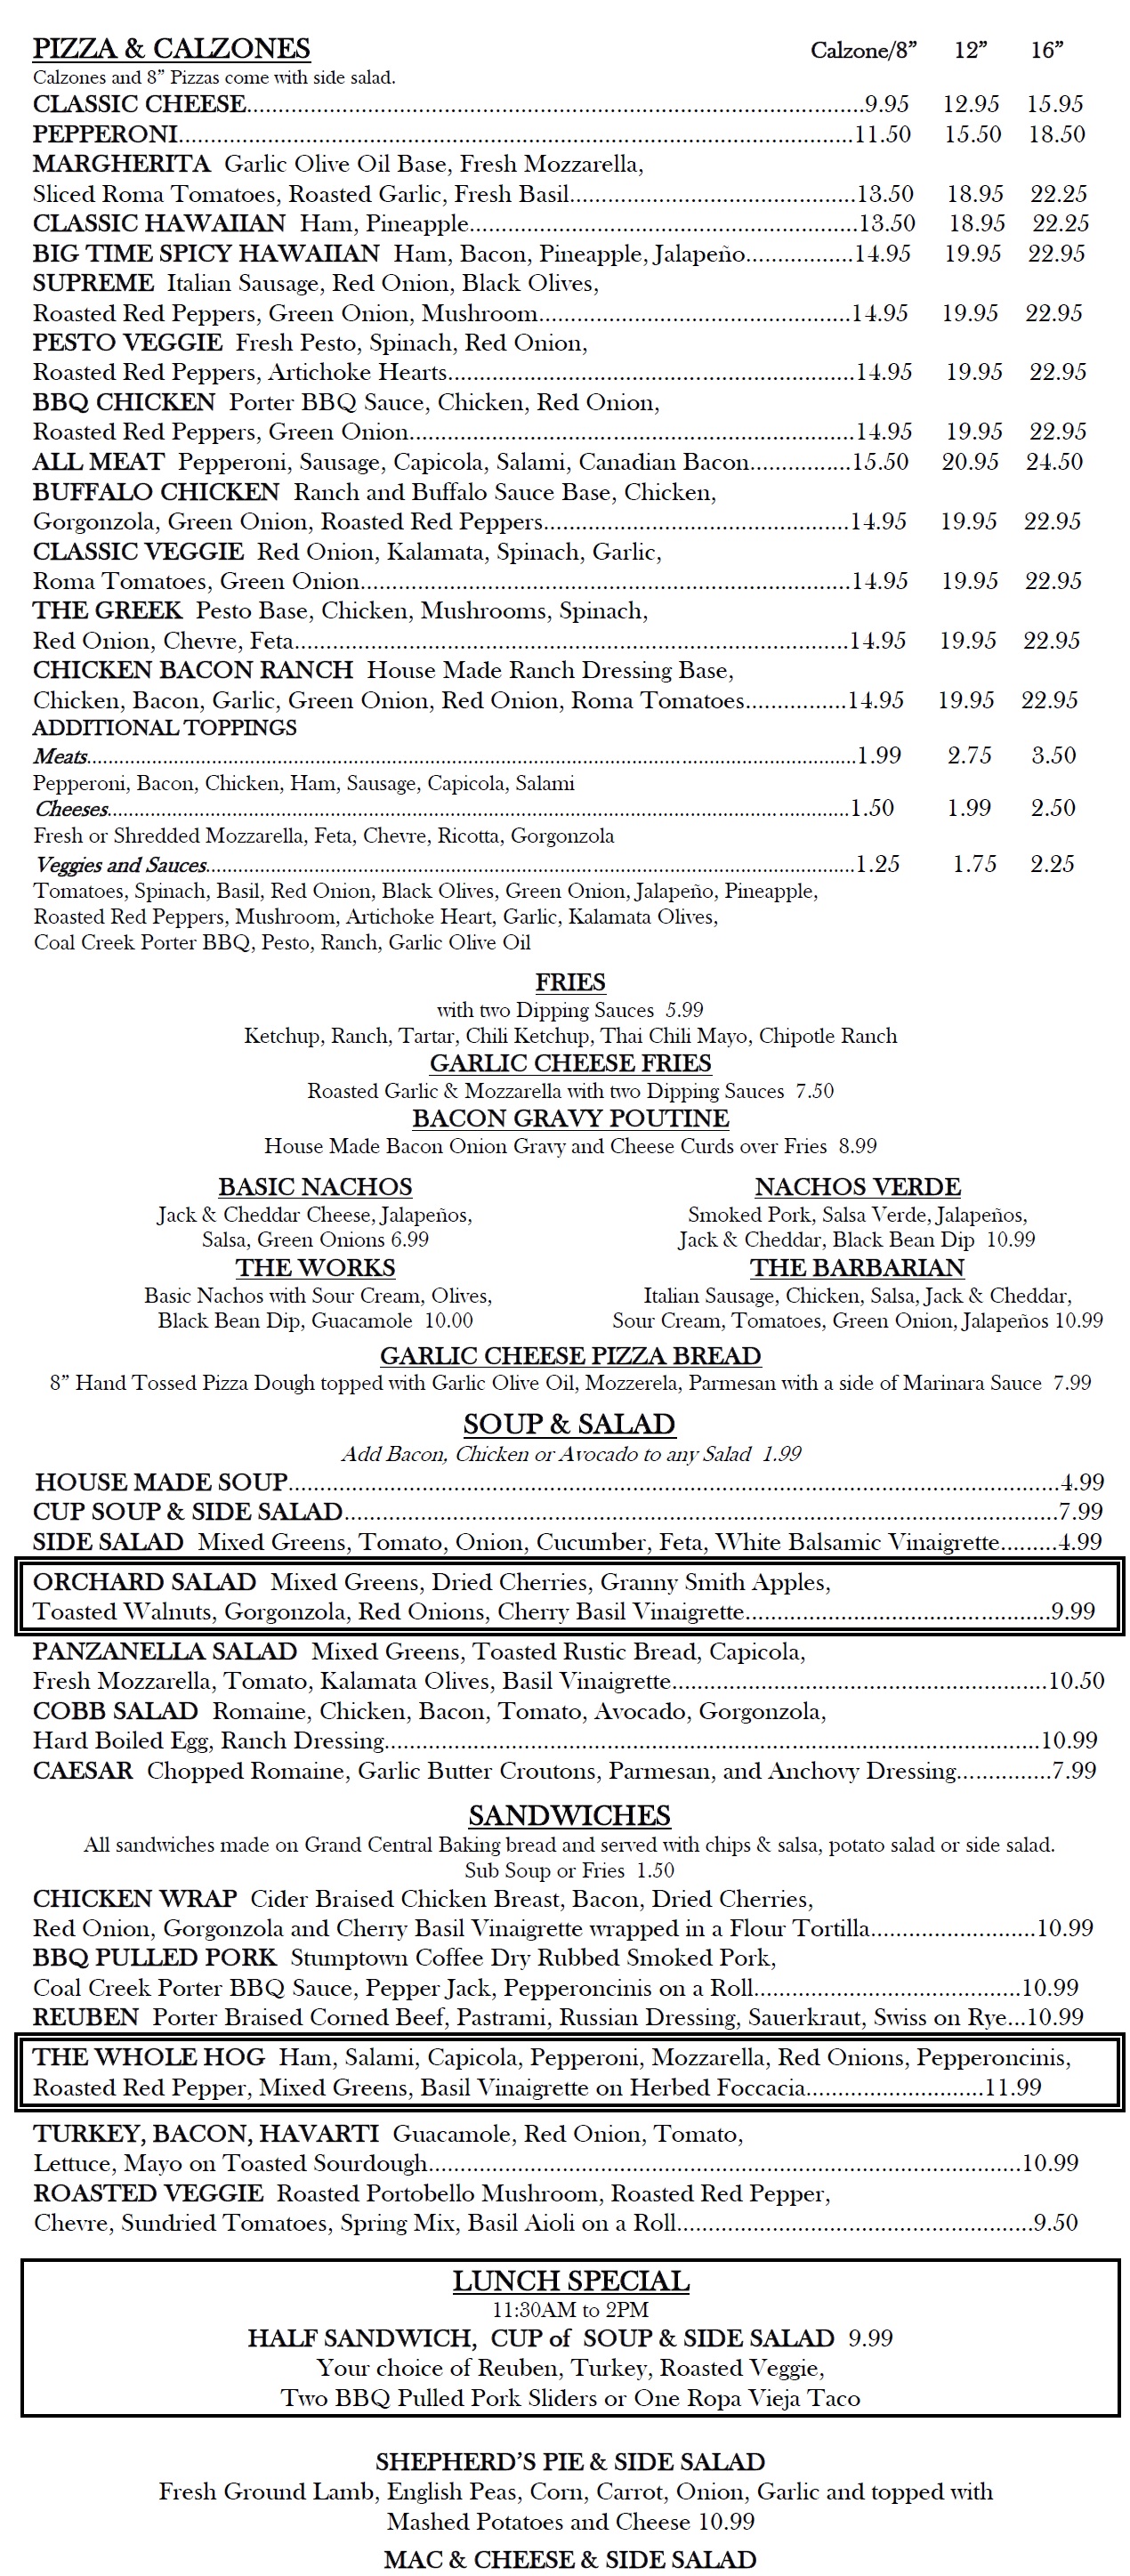 PIZZA & CALZONES Calzone/8” 12” 16”
Calzones and 8” Pizzas come with side salad.
CLASSIC CHEESE...9.95 12.95 15.95
PEPPERONI...11.50 15.50 18.50
MARGHERITA Garlic Olive Oil Base, Fresh Mozzarella,
Sliced Roma Tomatoes, Roasted Garlic, Fresh Basil...13.50 18.95 22.25
CLASSIC HAWAIIAN Ham, Pineapple...13.50 18.95 22.25
BIG TIME SPICY HAWAIIAN Ham, Bacon, Pineapple, Jalapeño...14.95 19.95 22.95
SUPREME Italian Sausage, Red Onion, Black Olives,
Roasted Red Peppers, Green Onion, Mushroom...14.95 19.95 22.95
PESTO VEGGIE Fresh Pesto, Spinach, Red Onion,
Roasted Red Peppers, Artichoke Hearts...14.95 19.95 22.95
BBQ CHICKEN Porter BBQ Sauce, Chicken, Red Onion,
Roasted Red Peppers, Green Onion...14.95 19.95 22.95
ALL MEAT Pepperoni, Sausage, Capicola, Salami, Canadian Bacon...15.50 20.95 24.50
BUFFALO CHICKEN Ranch and Buffalo Sauce Base, Chicken,
Gorgonzola, Green Onion, Roasted Red Peppers...14.95 19.95 22.95
CLASSIC VEGGIE Red Onion, Kalamata, Spinach, Garlic,
Roma Tomatoes, Green Onion...14.95 19.95 22.95
THE GREEK Pesto Base, Chicken, Mushrooms, Spinach,
Red Onion, Chevre, Feta...14.95 19.95 22.95
CHICKEN BACON RANCH House Made Ranch Dressing Base,
Chicken, Bacon, Garlic, Green Onion, Red Onion, Roma Tomatoes...14.95 19.95 22.95
ADDITIONAL TOPPINGS
Meats...1.99 2.75 3.50
Pepperoni, Bacon, Chicken, Ham, Sausage, Capicola, Salami
Cheeses...1.50 1.99 2.50
Fresh or Shredded Mozzarella, Feta, Chevre, Ricotta, Gorgonzola
Veggies and Sauces...1.25 1.75 2.25
Tomatoes, Spinach, Basil, Red Onion, Black Olives, Green Onion, Jalapeño, Pineapple,
Roasted Red Peppers, Mushroom, Artichoke Heart, Garlic, Kalamata Olives,
Coal Creek Porter BBQ, Pesto, Ranch, Garlic Olive Oil
FRIES
with two Dipping Sauces 5.99
Ketchup, Ranch, Tartar, Chili Ketchup, Thai Chili Mayo, Chipotle Ranch
GARLIC CHEESE FRIES
Roasted Garlic & Mozzarella with two Dipping Sauces 7.50
BACON GRAVY POUTINE
House Made Bacon Onion Gravy and Cheese Curds over Fries 8.99
BASIC NACHOS
Jack & Cheddar Cheese, Jalapeños,
Salsa, Green Onions 6.99
THE WORKS
Basic Nachos with Sour Cream, Olives,
Black Bean Dip, Guacamole 10.00
NACHOS VERDE
Smoked Pork, Salsa Verde, Jalapeños,
Jack & Cheddar, Black Bean Dip 10.99
THE BARBARIAN
Italian Sausage, Chicken, Salsa, Jack & Cheddar,
Sour Cream, Tomatoes, Green Onion, Jalapeños 10.99
GARLIC CHEESE PIZZA BREAD
8” Hand Tossed Pizza Dough topped with Garlic Olive Oil, Mozzerela, Parmesan with a side of Marinara Sauce 7.99
SOUP & SALAD
Add Bacon, Chicken or Avocado to any Salad 1.99
HOUSE MADE SOUP...4.99
CUP SOUP & SIDE SALAD...7.99
SIDE SALAD Mixed Greens, Tomato, Onion, Cucumber, Feta, White Balsamic Vinaigrette...4.99
ORCHARD SALAD Mixed Greens, Dried Cherries, Granny Smith Apples,
Toasted Walnuts, Gorgonzola, Red Onions, Cherry Basil Vinaigrette...9.99
PANZANELLA SALAD Mixed Greens, Toasted Rustic Bread, Capicola,
Fresh Mozzarella, Tomato, Kalamata Olives, Basil Vinaigrette...10.50
COBB SALAD Romaine, Chicken, Bacon, Tomato, Avocado, Gorgonzola,
Hard Boiled Egg, Ranch Dressing...10.99
CAESAR Chopped Romaine, Garlic Butter Croutons, Parmesan, and Anchovy Dressing...7.99
SANDWICHES
All sandwiches made on Grand Central Baking bread and served with chips & salsa, potato salad or side salad.
Sub Soup or Fries 1.50
CHICKEN WRAP Cider Braised Chicken Breast, Bacon, Dried Cherries,
Red Onion, Gorgonzola and Cherry Basil Vinaigrette wrapped in a Flour Tortilla...10.99
BBQ PULLED PORK Stumptown Coffee Dry Rubbed Smoked Pork,
Coal Creek Porter BBQ Sauce, Pepper Jack, Pepperoncinis on a Roll...10.99
REUBEN Porter Braised Corned Beef, Pastrami, Russian Dressing, Sauerkraut, Swiss on Rye...10.99
THE WHOLE HOG Ham, Salami, Capicola, Pepperoni, Mozzarella, Red Onions, Pepperoncinis,
Roasted Red Pepper, Mixed Greens, Basil Vinaigrette on Herbed Foccacia...11.99
TURKEY, BACON, HAVARTI Guacamole, Red Onion, Tomato,
Lettuce, Mayo on Toasted Sourdough...10.99
ROASTED VEGGIE Roasted Portobello Mushroom, Roasted Red Pepper,
Chevre, Sundried Tomatoes, Spring Mix, Basil Aioli on a Roll...9.50
LUNCH SPECIAL
11:30AM to 2PM
HALF SANDWICH, CUP of SOUP & SIDE SALAD 9.99
Your choice of Reuben, Turkey, Roasted Veggie,
Two BBQ Pulled Pork Sliders or One Ropa Vieja Taco
SHEPHERD’S PIE & SIDE SALAD
Fresh Ground Lamb, English Peas, Corn, Carrot, Onion, Garlic and topped with
Mashed Potatoes and Cheese 10.99
MAC & CHEESE & SIDE SALAD